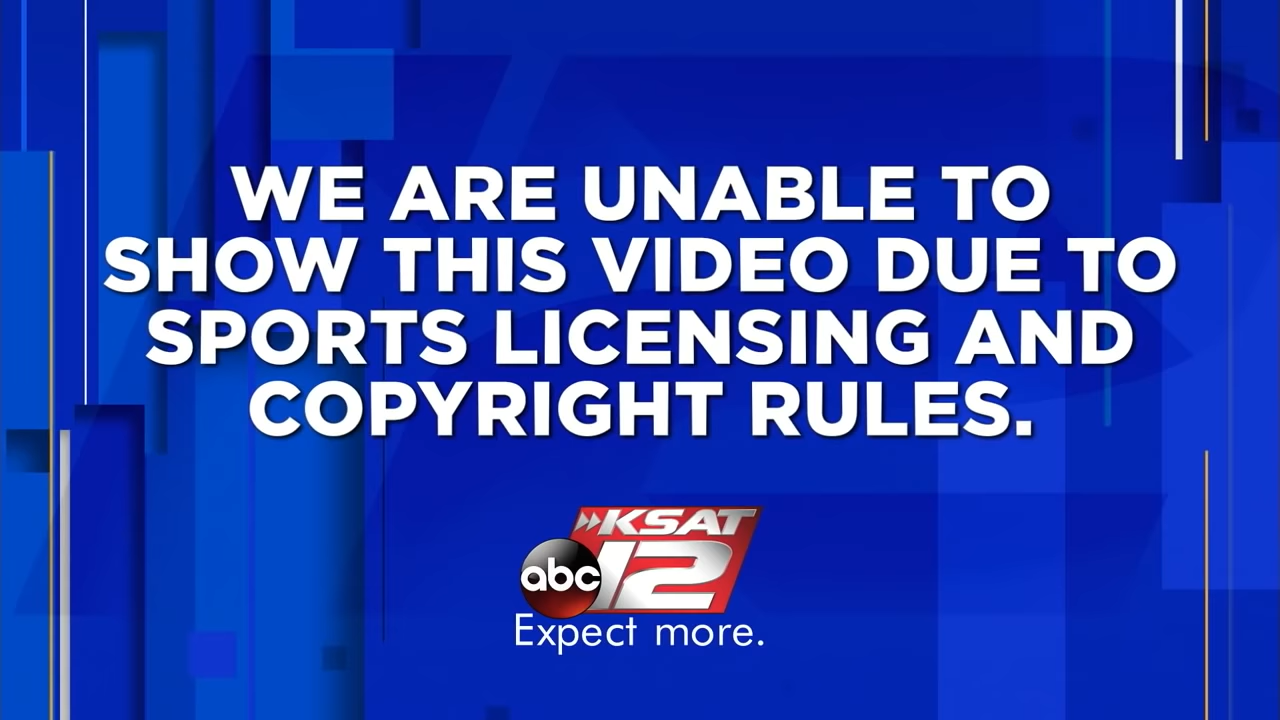 WE ARE UNABLE TO
SHOW THIS VIDEO DUE TO
SPORTS LICENSING AND
COPYRIGHT RULES.
KSAT
abc 12
Expect more.